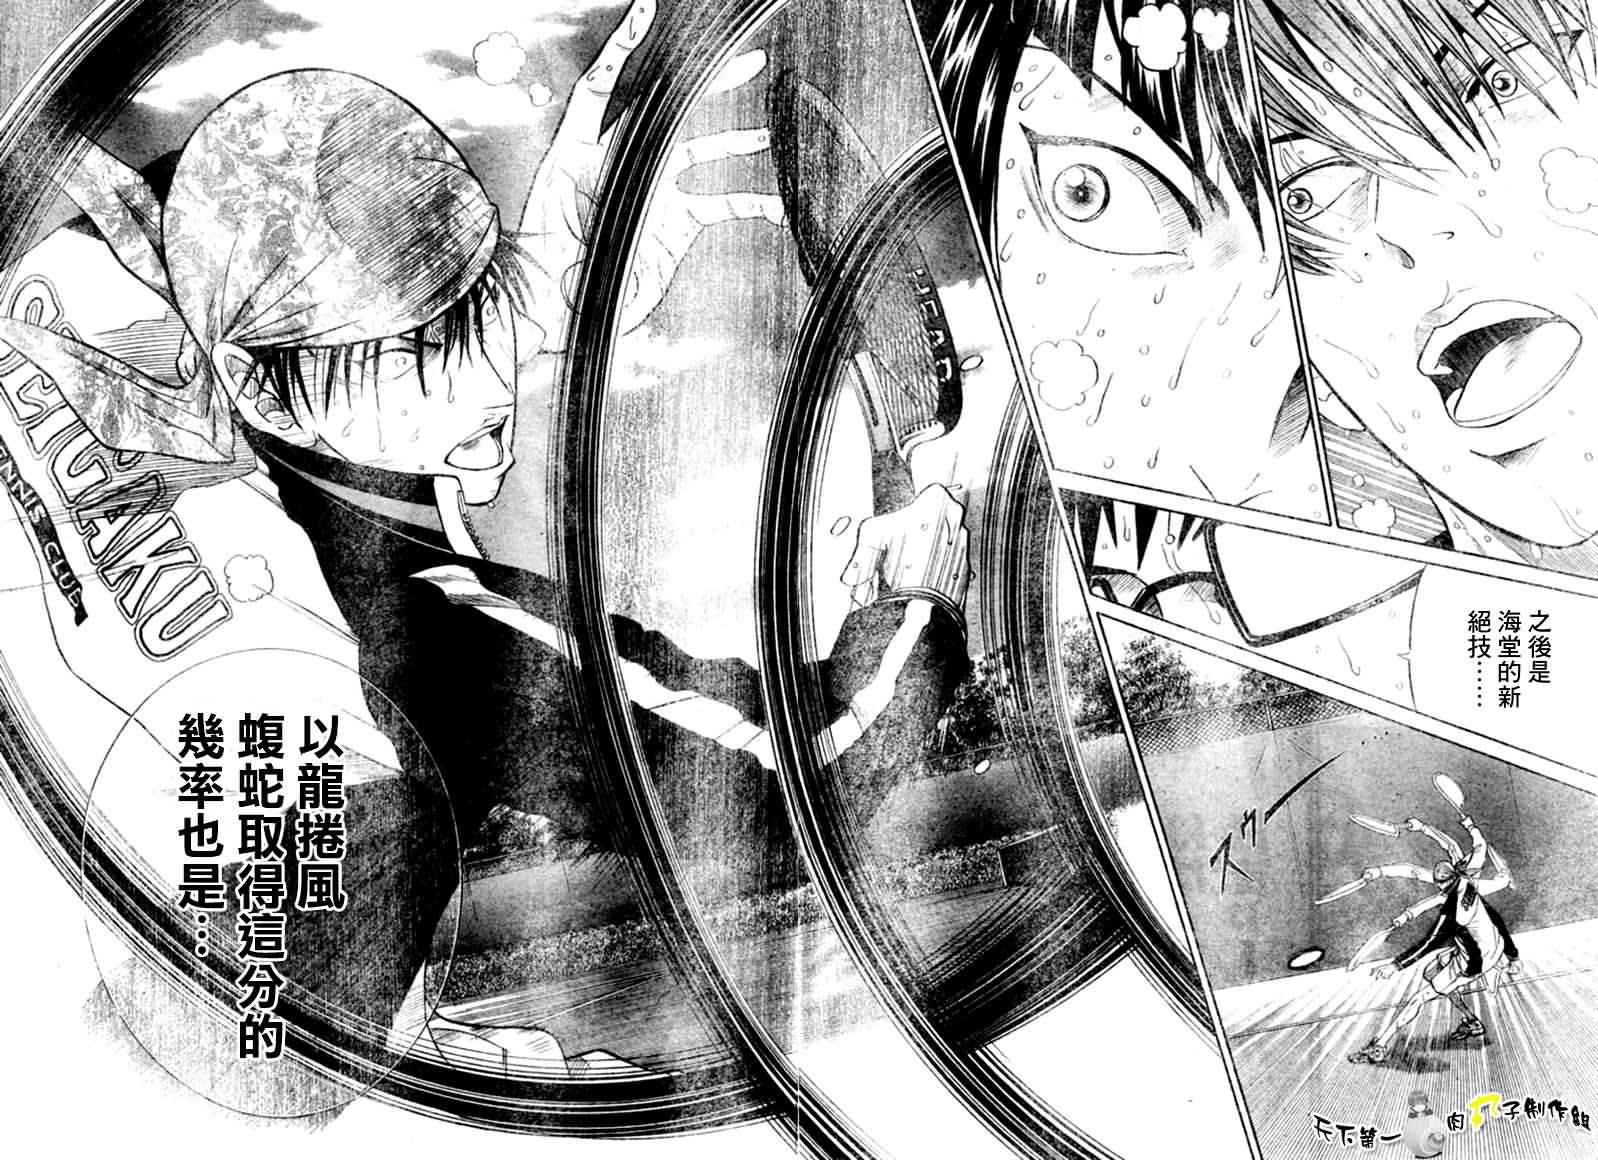 之後是
海堂的新
絕技……
スゥー
以龍捲風
蝮蛇取得這分的
幾率也是…
SEIGAKU
TENNIS CLUB
天下第一
肉丸子制作組